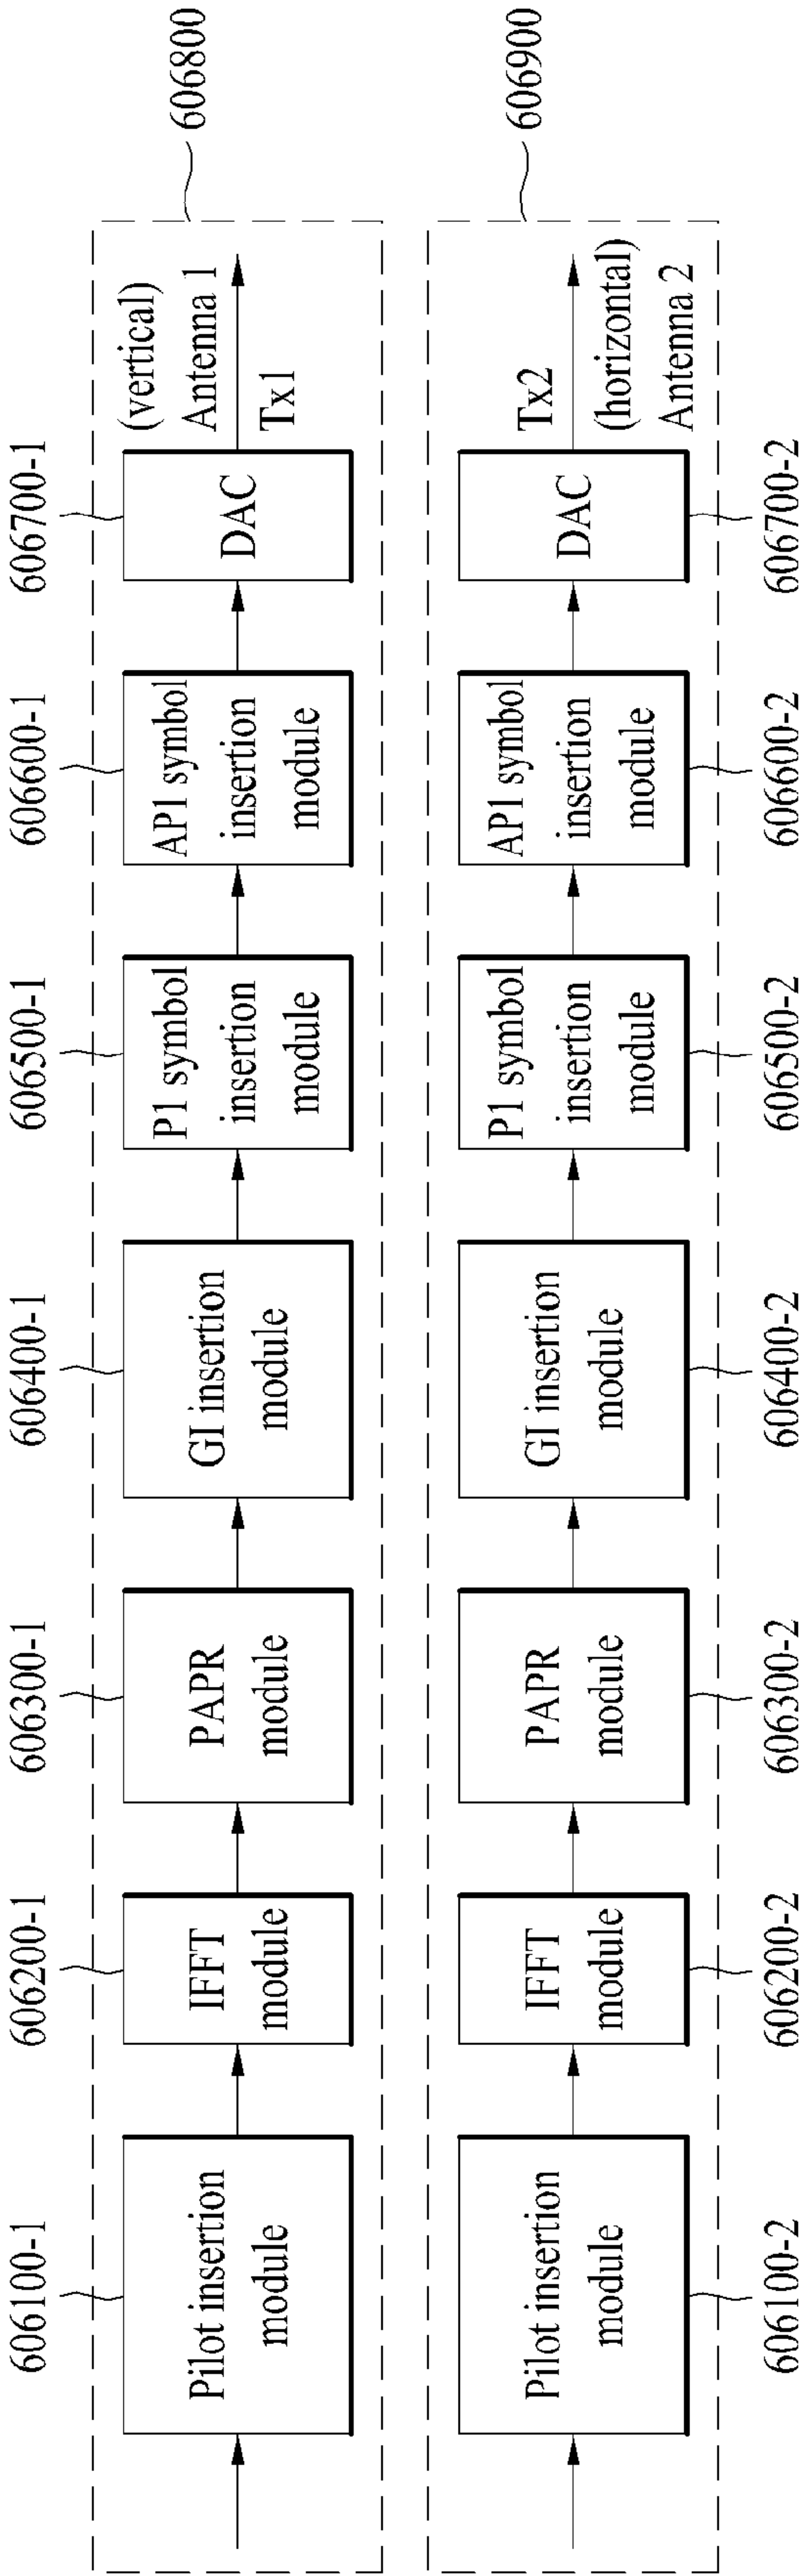 606100-1
606200-1
606300-1
606400-1
606500-1
606600-1
606700-1
Pilot insertion
module
IFFT
module
PAPR
module
GI insertion
module
P1 symbol
insertion
module
AP1 symbol
insertion
module
DAC
(vertical)
Antenna 1
Tx1
606800
Pilot insertion
module
IFFT
module
PAPR
module
GI insertion
module
P1 symbol
insertion
module
AP1 symbol
insertion
module
DAC
Tx2
(horizontal)
Antenna 2
606900
606100-2
606200-2
606300-2
606400-2
606500-2
606600-2
606700-2